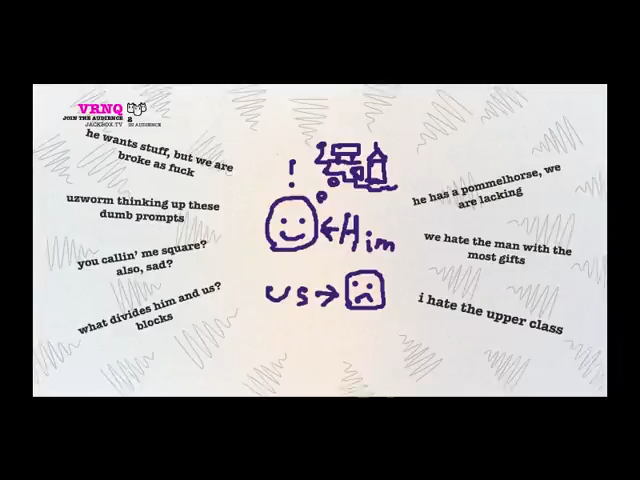 VRNQ
JOIN THE AUDIENCE
JACKBOX.TV
2
IN AUDIENCE
he wants stuff, but we are
broke as fuck
uzworm thinking up these
dumb prompts
you callin' me square?
also, sad?
what divides him and us?
blocks
!
Him
us
he has a pommelhorse, we
are lacking
we hate the man with the
most gifts
i hate the upper class